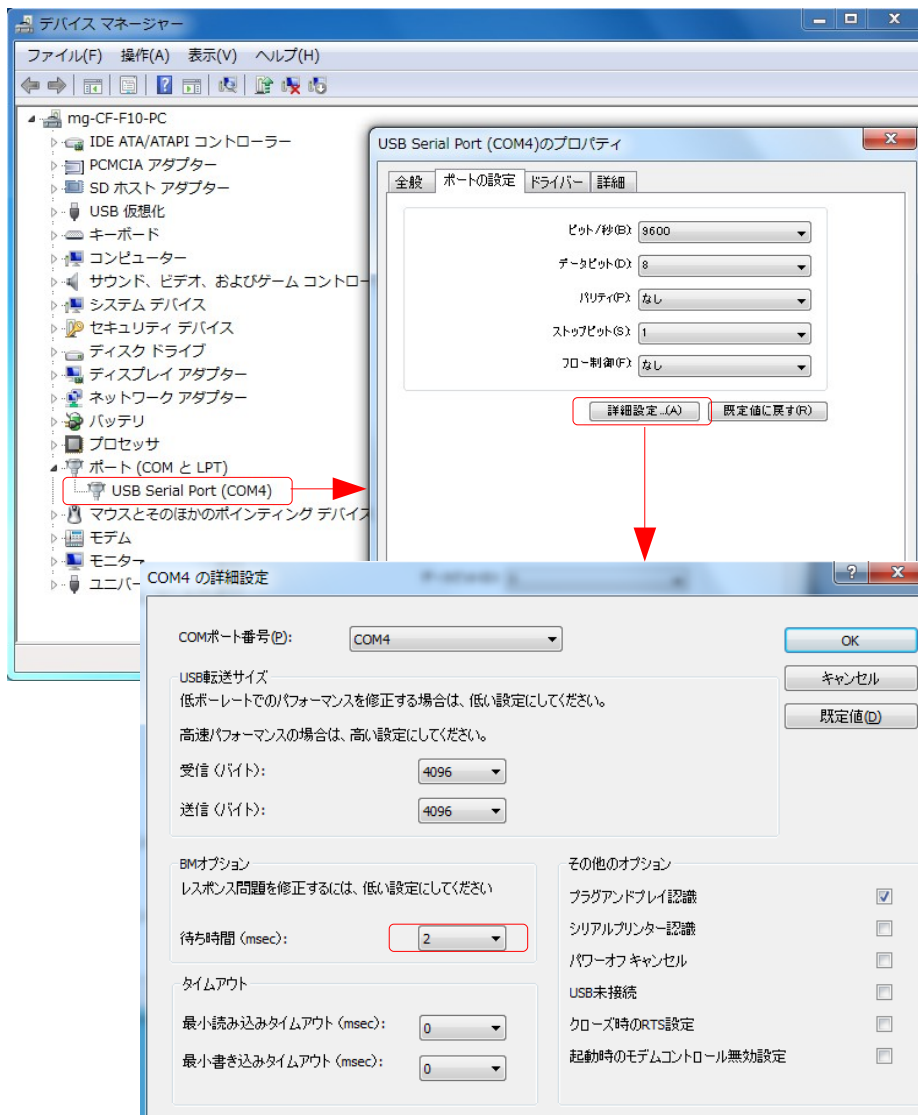 デバイス マネージャー
ファイル(F) 操作(A) 表示(V) ヘルプ(H)
mg-CF-F10-PC
IDE ATA/ATAPI コントローラー
PCMCIA アダプター
SD ホスト アダプター
USB 仮想化
キーボード
コンピューター
サウンド、ビデオ、およびゲーム コントロー
システム デバイス
セキュリティ デバイス
ディスク ドライブ
ディスプレイ アダプター
ネットワーク アダプター
バッテリ
プロセッサ
ポート (COM と LPT)
USB Serial Port (COM4)
マウスとそのほかのポインティング デバイス
モデム
モニター
ユニバー
USB Serial Port (COM4)のプロパティ
全般 ポートの設定 ドライバー 詳細
ビット/秒(B): 9600
データビット(D): 8
パリティ(P): なし
ストップビット(S): 1
フロー制御(F): なし
詳細設定...(A) 既定値に戻す(R)
COM4 の詳細設定
COMポート番号(P): COM4
OK
キャンセル
既定値(D)
USB転送サイズ
低ボーレートでのパフォーマンスを修正する場合は、低い設定にしてください。
高速パフォーマンスの場合は、高い設定にしてください。
受信 (バイト): 4096
送信 (バイト): 4096
BMオプション
レスポンス問題を修正するには、低い設定にしてください
待ち時間 (msec): 2
タイムアウト
最小読み込みタイムアウト (msec): 0
最小書き込みタイムアウト (msec): 0
その他のオプション
プラグアンドプレイ認識
シリアルプリンター認識
パワーオフ キャンセル
USB未接続
クローズ時のRTS設定
起動時のモデムコントロール無効設定